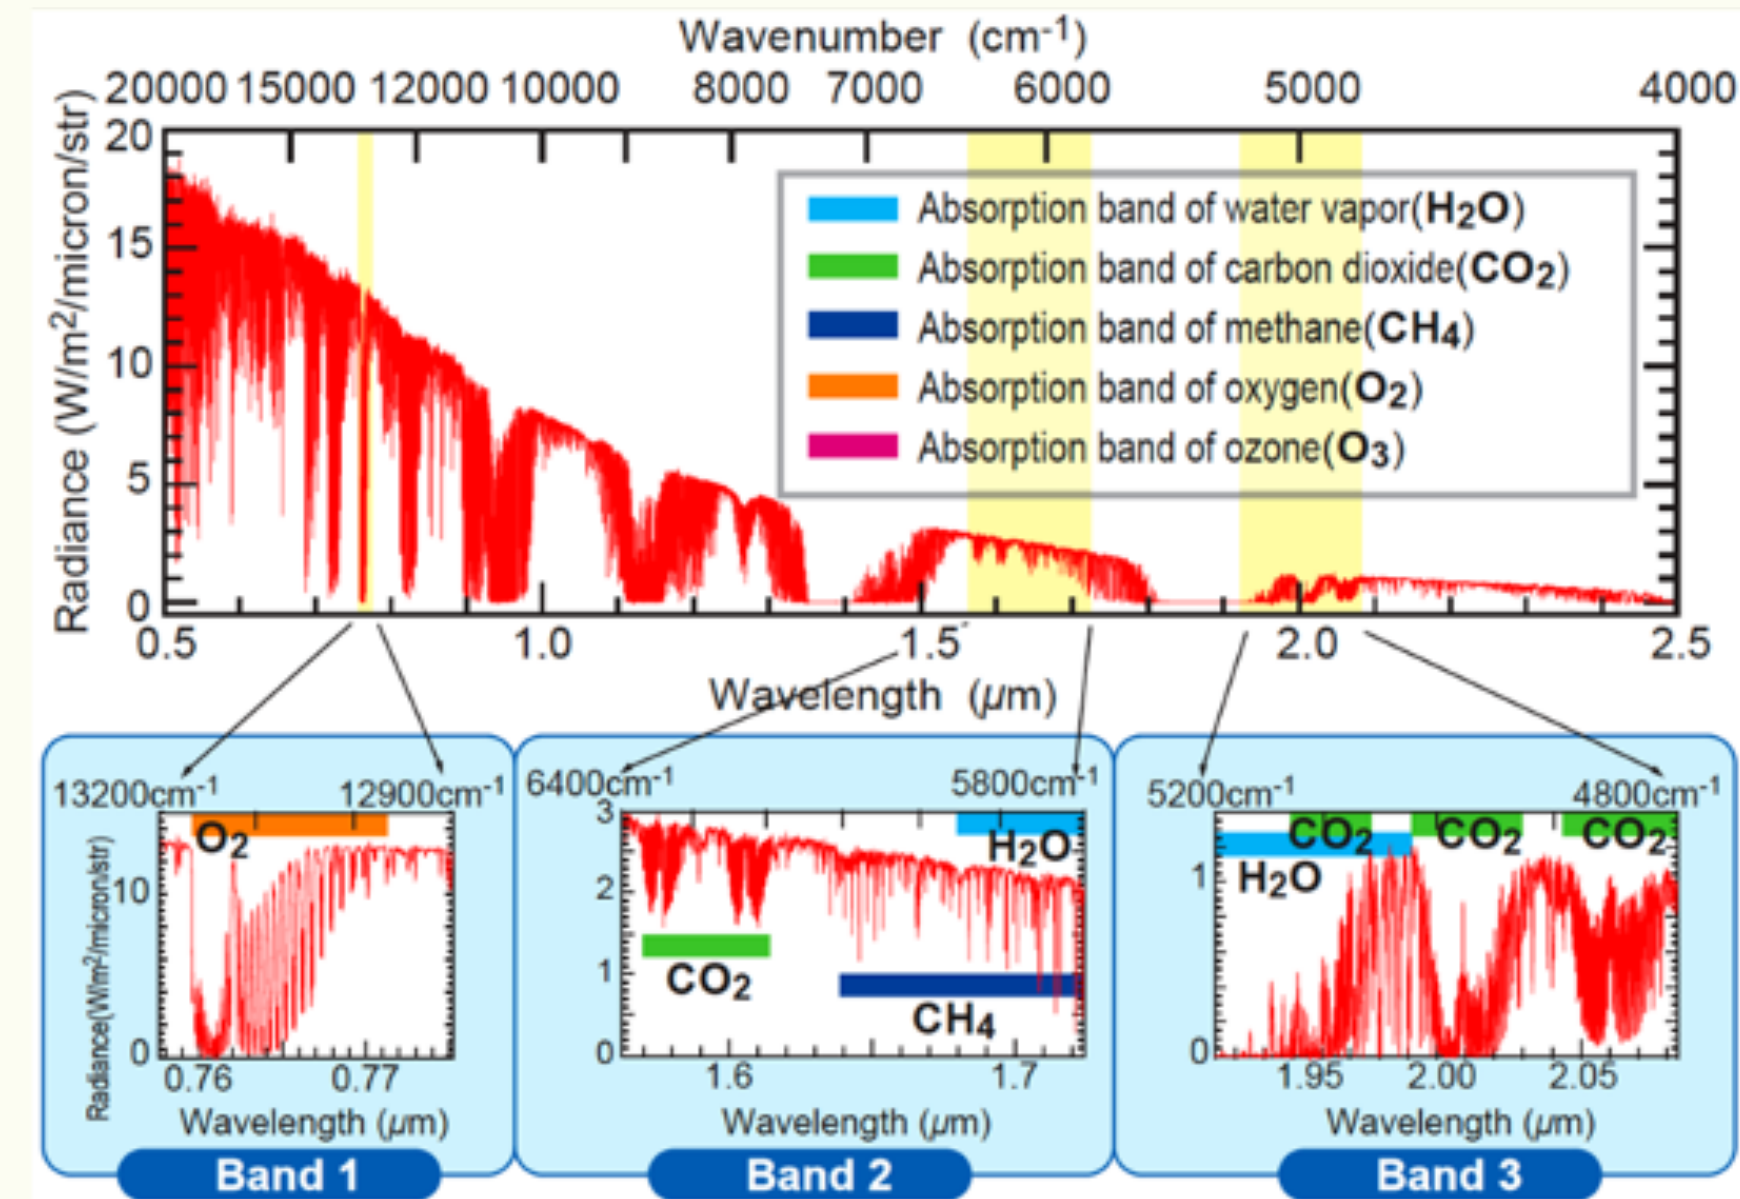 Wavenumber (cm-1)
20000 15000 12000 10000 8000 7000 6000 5000 4000
Radiance (W/m2/micron/str)
20
15
10
5
0
Absorption band of water vapor(H2O)
Absorption band of carbon dioxide(CO2)
Absorption band of methane(CH4)
Absorption band of oxygen(O2)
Absorption band of ozone(O3)
0.5 1.0 1.5 2.0 2.5
Wavelength (μm)
13200cm-1 12900cm-1
Radiance(W/m2/micron/str)
O2
10
0
0.76 0.77
Wavelength (μm)
Band 1
6400cm-1 5800cm-1
3
H2O
2
1
CO2
CH4
0
1.6 1.7
Wavelength (μm)
Band 2
5200cm-1 4800cm-1
CO2 CO2 CO2
H2O
1
0
1.95 2.00 2.05
Wavelength (μm)
Band 3